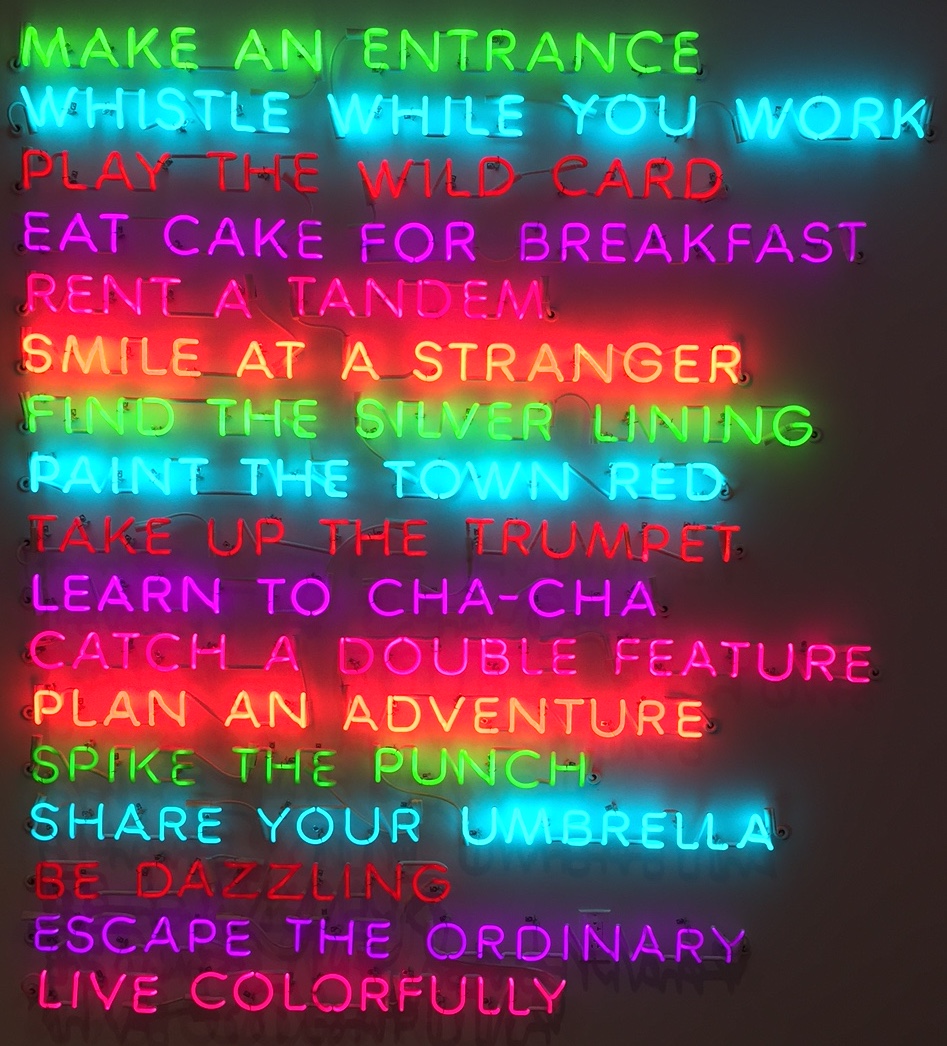 MAKE AN ENTRANCE
WHISTLE WHILE YOU WORK
PLAY THE WILD CARD
EAT CAKE FOR BREAKFAST
RENT A TANDEM
SMILE AT A STRANGER
FIND THE SILVER LINING
PAINT THE TOWN RED
TAKE UP THE TRUMPET
LEARN TO CHA-CHA
CATCH A DOUBLE FEATURE
PLAN AN ADVENTURE
SPIKE THE PUNCH
SHARE YOUR UMBRELLA
BE DAZZLING
ESCAPE THE ORDINARY
LIVE COLORFULLY